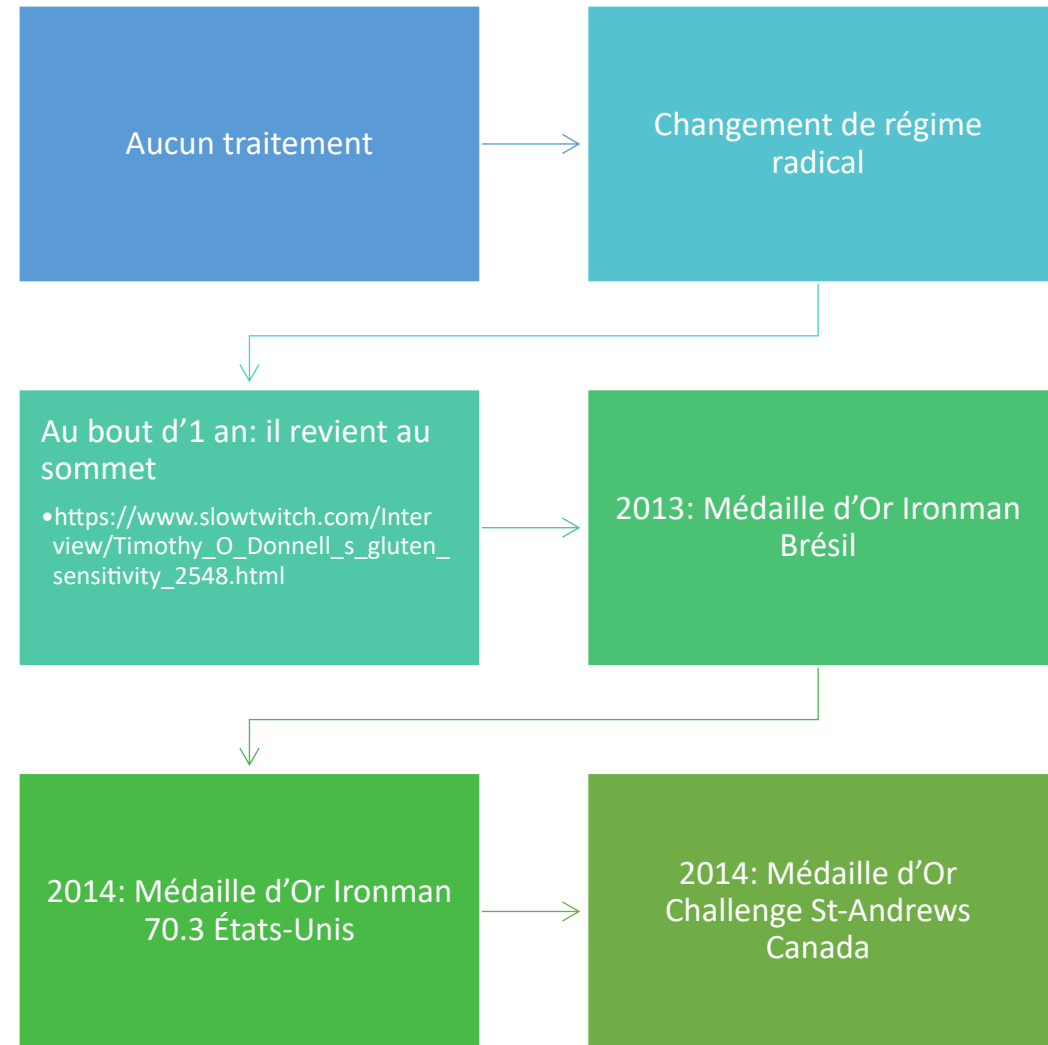 Aucun traitement
Changement de régime
radical
Au bout d’1 an: il revient au
sommet
•https://www.slowtwitch.com/Inter
view/Timothy_O_Donnell_s_gluten_
sensitivity_2548.html
2013: Médaille d’Or Ironman
Brésil
2014: Médaille d’Or Ironman
70.3 États-Unis
2014: Médaille d’Or
Challenge St-Andrews
Canada